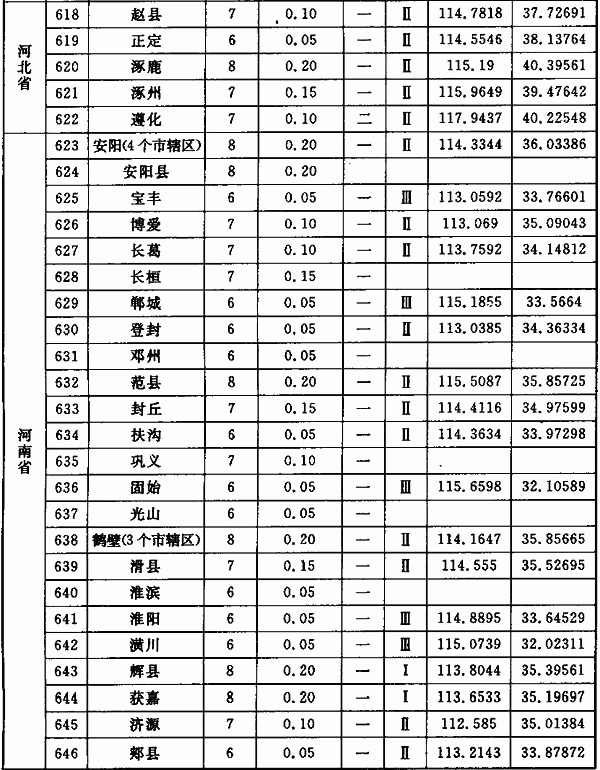 河北省
618 赵县 7 0.10 一 Ⅱ 114.7818 37.72691
619 正定 6 0.05 一 Ⅱ 114.5546 38.13764
620 涿鹿 8 0.20 一 Ⅱ 115.19 40.39561
621 涿州 7 0.15 一 Ⅱ 115.9649 39.47642
622 遵化 7 0.10 二 Ⅱ 117.9437 40.22548
河南省
623 安阳(4个市辖区) 8 0.20 一 Ⅱ 114.3344 36.03386
624 安阳县 8 0.20
625 宝丰 6 0.05 一 Ⅲ 113.0592 33.76601
626 博爱 7 0.10 一 Ⅱ 113.069 35.09043
627 长葛 7 0.10 一 Ⅱ 113.7592 34.14812
628 长桓 7 0.15 一
629 郸城 6 0.05 一 Ⅲ 115.1855 33.5664
630 登封 6 0.05 一 Ⅱ 113.0385 34.36334
631 邓州 6 0.05 一
632 范县 8 0.20 一 Ⅱ 115.5087 35.85725
633 封丘 7 0.15 一 Ⅱ 114.4116 34.97599
634 扶沟 6 0.05 一 Ⅱ 114.3634 33.97298
635 巩义 7 0.10 一
636 固始 6 0.05 一 Ⅲ 115.6598 32.10589
637 光山 6 0.05 一
638 鹤壁(3个市辖区) 8 0.20 一 Ⅱ 114.1647 35.85665
639 滑县 7 0.15 一 Ⅱ 114.555 35.52695
640 淮滨 6 0.05 一
641 淮阳 6 0.05 一 Ⅲ 114.8895 33.64529
642 潢川 6 0.05 一 Ⅲ 115.0739 32.02311
643 辉县 8 0.20 一 Ⅰ 113.8044 35.39561
644 获嘉 8 0.20 一 Ⅰ 113.6533 35.19697
645 济源 7 0.10 一 Ⅱ 112.585 35.01384
646 郏县 6 0.05 一 Ⅱ 113.2143 33.87872